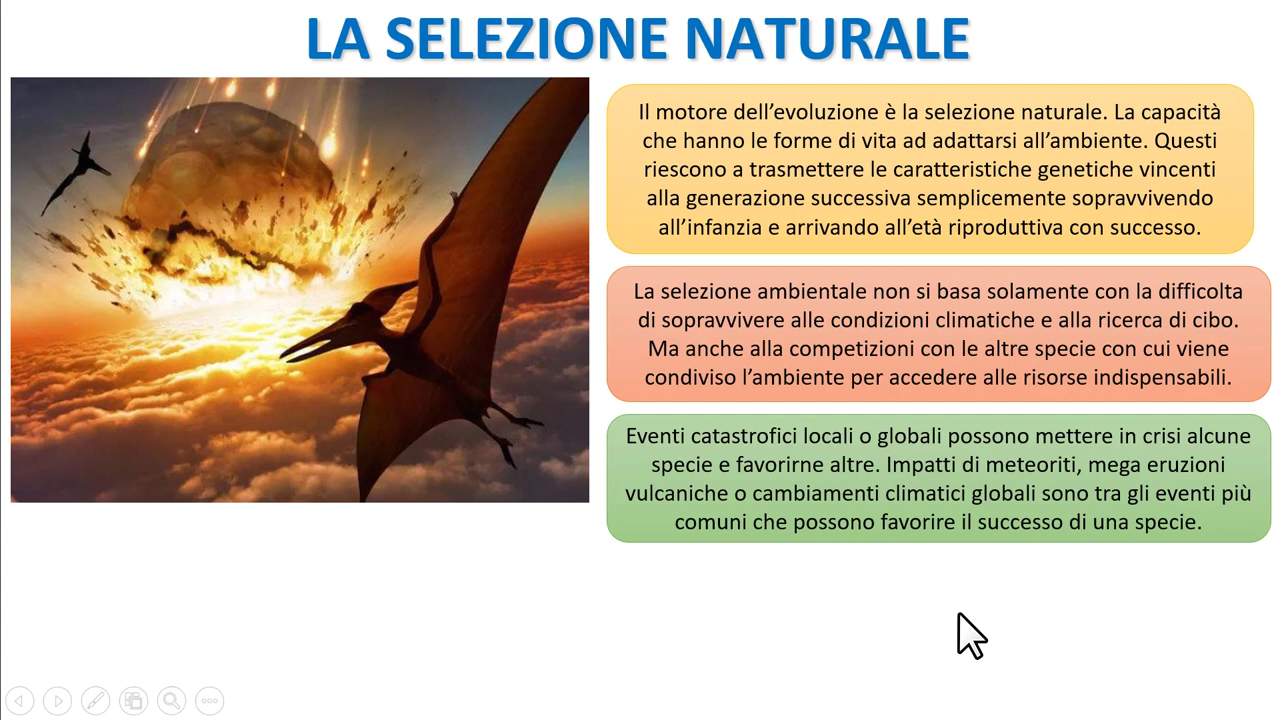 LA SELEZIONE NATURALE
Il motore dell’evoluzione è la selezione naturale. La capacità
che hanno le forme di vita ad adattarsi all’ambiente. Questi
riescono a trasmettere le caratteristiche genetiche vincenti
alla generazione successiva semplicemente sopravvivendo
all’infanzia e arrivando all’età riproduttiva con successo.
La selezione ambientale non si basa solamente con la difficolta
di sopravvivere alle condizioni climatiche e alla ricerca di cibo.
Ma anche alla competizioni con le altre specie con cui viene
condiviso l’ambiente per accedere alle risorse indispensabili.
Eventi catastrofici locali o globali possono mettere in crisi alcune
specie e favorirne altre. Impatti di meteoriti, mega eruzioni
vulcaniche o cambiamenti climatici globali sono tra gli eventi più
comuni che possono favorire il successo di una specie.